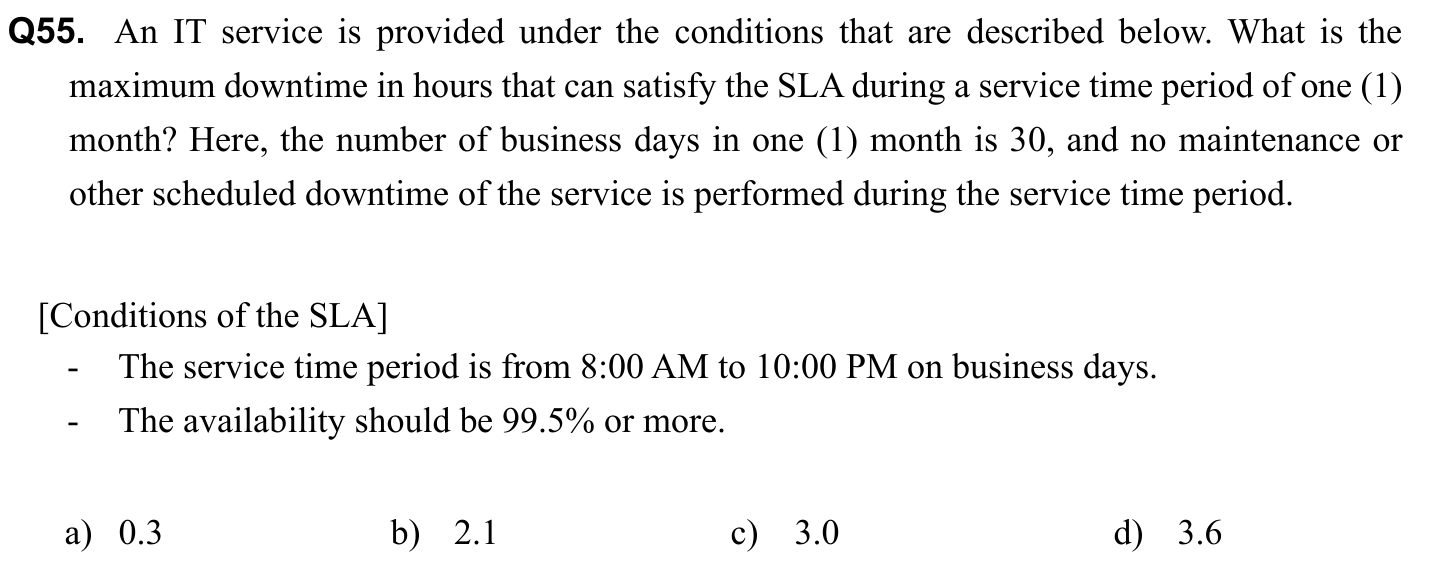 Q55. An IT service is provided under the conditions that are described below. What is the
maximum downtime in hours that can satisfy the SLA during a service time period of one (1)
month? Here, the number of business days in one (1) month is 30, and no maintenance or
other scheduled downtime of the service is performed during the service time period.
[Conditions of the SLA]
- The service time period is from 8:00 AM to 10:00 PM on business days.
- The availability should be 99.5% or more.
a) 0.3 b) 2.1 c) 3.0 d) 3.6